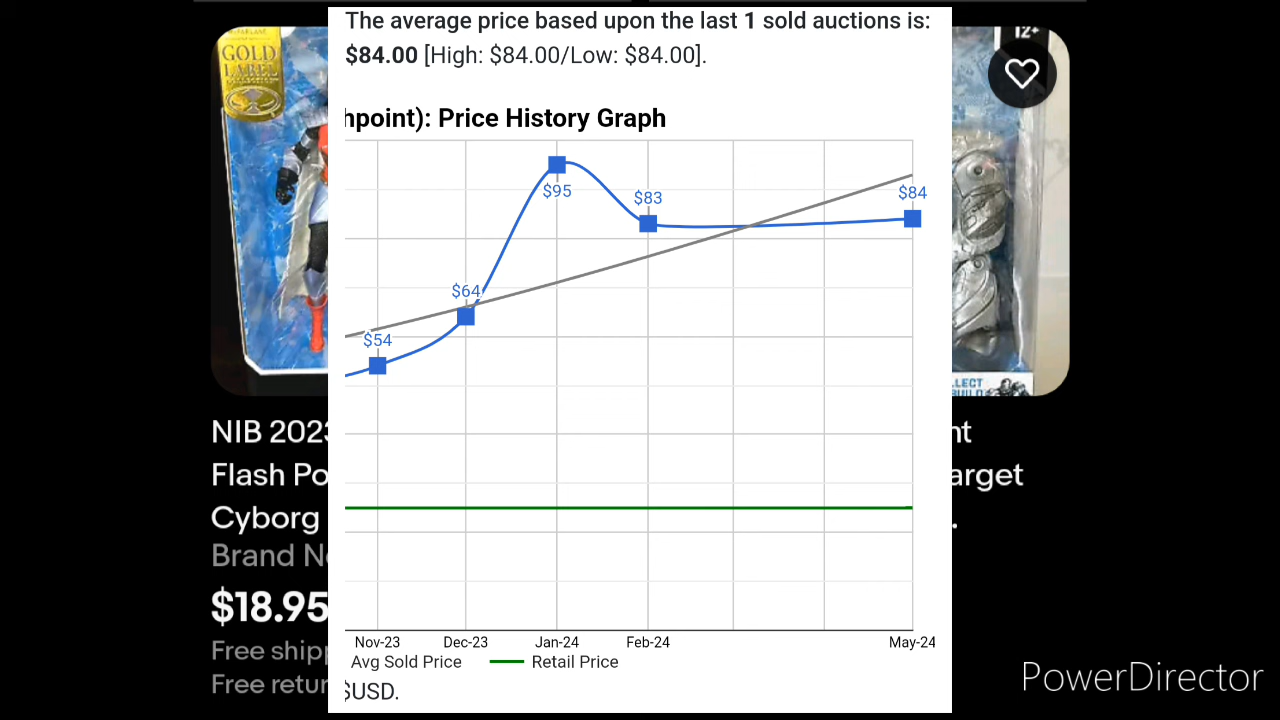 The average price based upon the last 1 sold auctions is:
$84.00 [High: $84.00/Low: $84.00].
hpoint): Price History Graph
$95
$83
$84
$64
$54
Nov-23 Dec-23 Jan-24 Feb-24 May-24
Avg Sold Price Retail Price
$USD.
GOLD
LABEL
12+
LECT
BUILD
NIB 2023
Flash Po
Cyborg
Brand Ne
$18.95
Free shipp
Free retur
nt
arget
.
PowerDirector